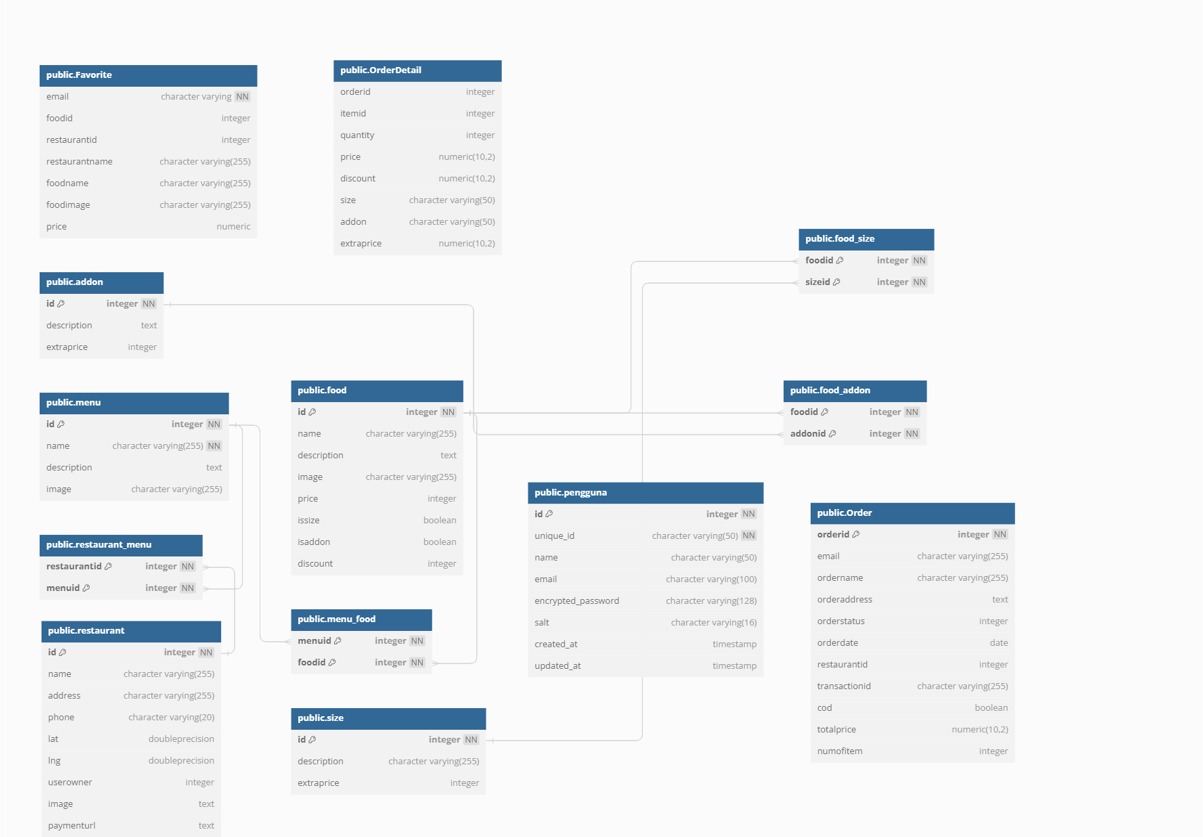 public.Favorite
email character varying NN
foodid integer
restaurantid integer
restaurantname character varying(255)
foodname character varying(255)
foodimage character varying(255)
price numeric
public.OrderDetail
orderid integer
itemid integer
quantity integer
price numeric(10,2)
discount numeric(10,2)
size character varying(50)
addon character varying(50)
extraprice numeric(10,2)
public.food_size
foodid integer NN
sizeid integer NN
public.addon
id integer NN
description text
extraprice integer
public.menu
id integer NN
name character varying(255) NN
description text
image character varying(255)
public.food
id integer NN
name character varying(255)
description text
image character varying(255)
price integer
issize boolean
isaddon boolean
discount integer
public.food_addon
foodid integer NN
addonid integer NN
public.pengguna
id integer NN
unique_id character varying(50) NN
name character varying(50)
email character varying(100)
encrypted_password character varying(128)
salt character varying(16)
created_at timestamp
updated_at timestamp
public.Order
orderid integer NN
email character varying(255)
ordername character varying(255)
orderaddress text
orderstatus integer
orderdate date
restaurantid integer
transactionid character varying(255)
cod boolean
totalprice numeric(10,2)
numofitem integer
public.restaurant_menu
restaurantid integer NN
menuid integer NN
public.restaurant
id integer NN
name character varying(255)
address character varying(255)
phone character varying(20)
lat doubleprecision
lng doubleprecision
userowner integer
image text
paymenturl text
public.menu_food
menuid integer NN
foodid integer NN
public.size
id integer NN
description character varying(255)
extraprice integer